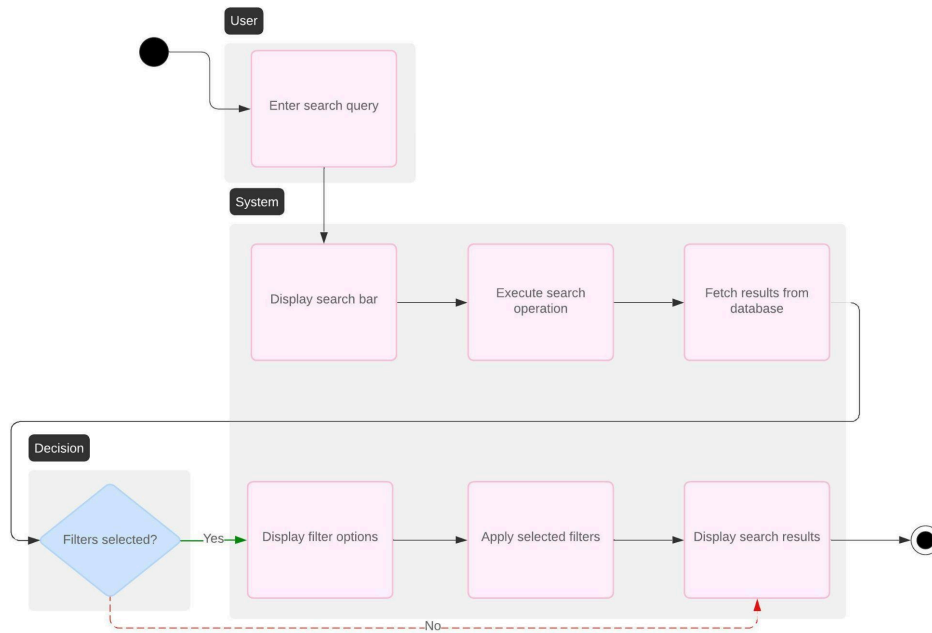 User
Enter search query
System
Display search bar
Execute search
operation
Fetch results from
database
Decision
Filters selected?
Yes
Display filter options
Apply selected filters
Display search results
No